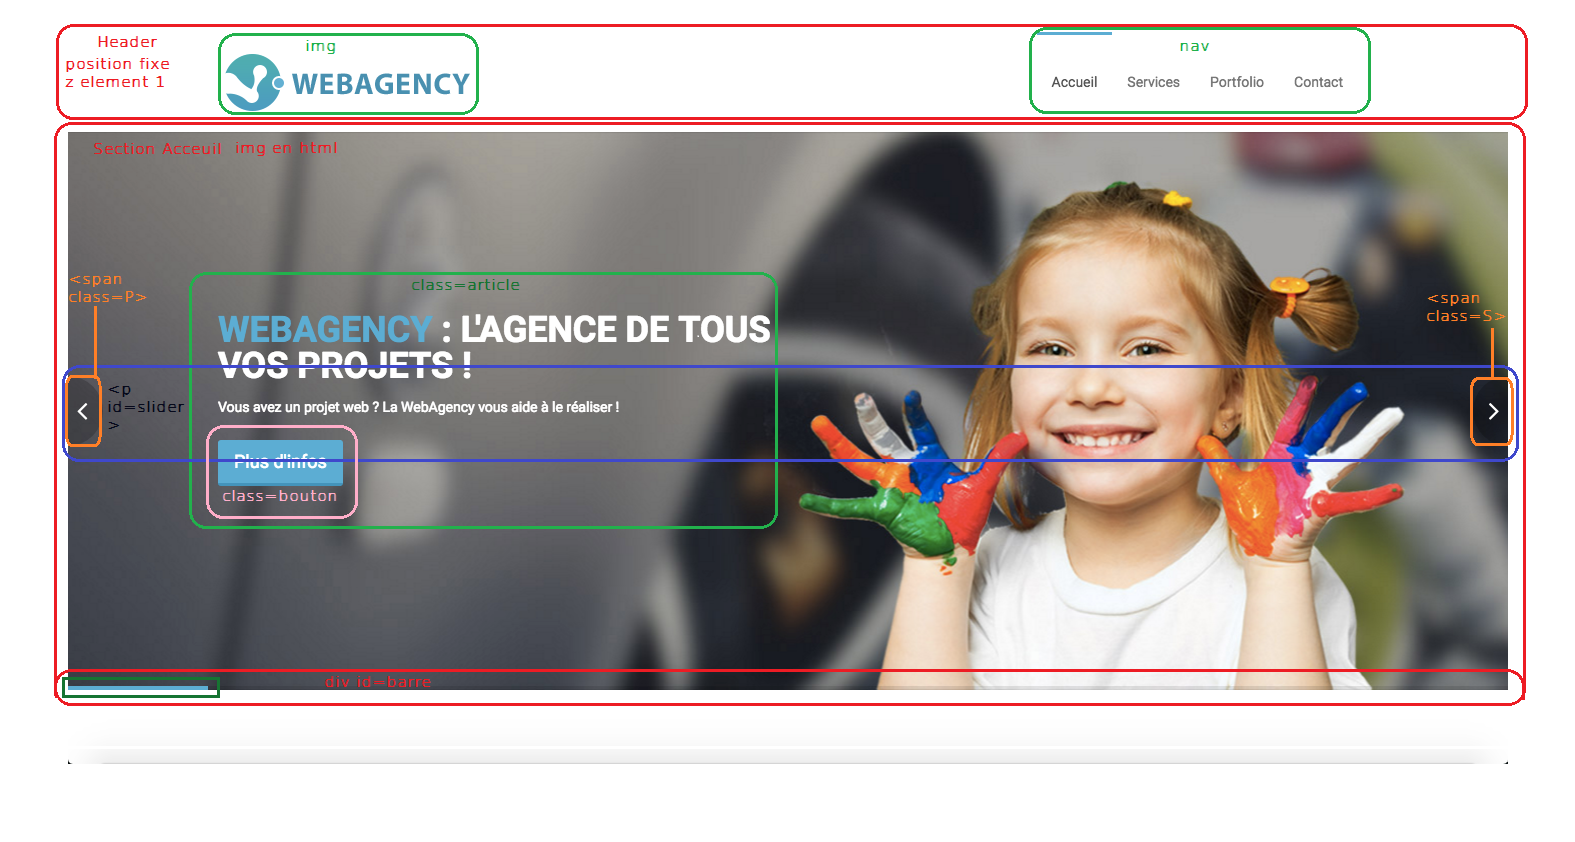 Header
position fixe
z element 1
img
WEBAGENCY
nav
Accueil Services Portfolio Contact
Section Acceuil img en html
<span
class=P>
class=article
<span
class=S>
WEBAGENCY : L'AGENCE DE TOUS
VOS PROJETS !
<p
id=slider
>
Vous avez un projet web ? La WebAgency vous aide à le réaliser !
Plus d'infos
class=bouton
div id=barre